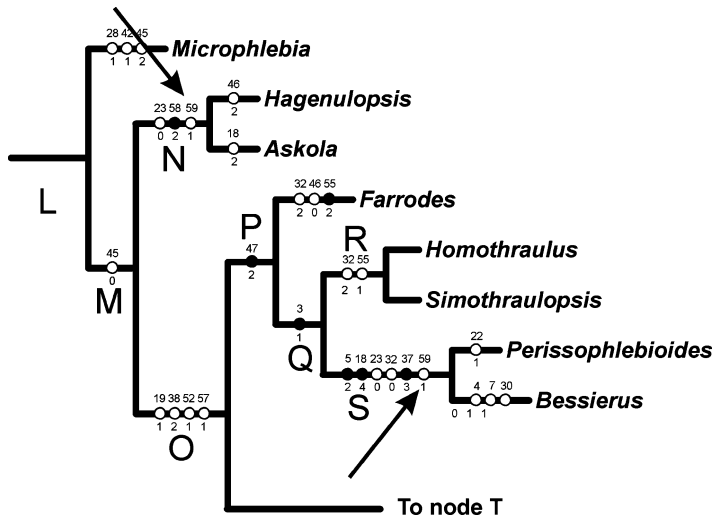 28 42 45
Microphlebia
1 1 2
46
Hagenulopsis
2
23 58 59
0 2 1
N
18
Askola
2
L
32 46 55
Farrodes
2 0 2
P
47
2
R
32 55
2 1
Homothraulus
Simothraulopsis
45
0
M
3
1
Q
22
Perissophlebioides
1
5 18 23 32 37 59
2 4 0 0 3 1
S
4 7 30
Bessierus
0 1 1
19 38 52 57
1 2 1 1
O
To node T